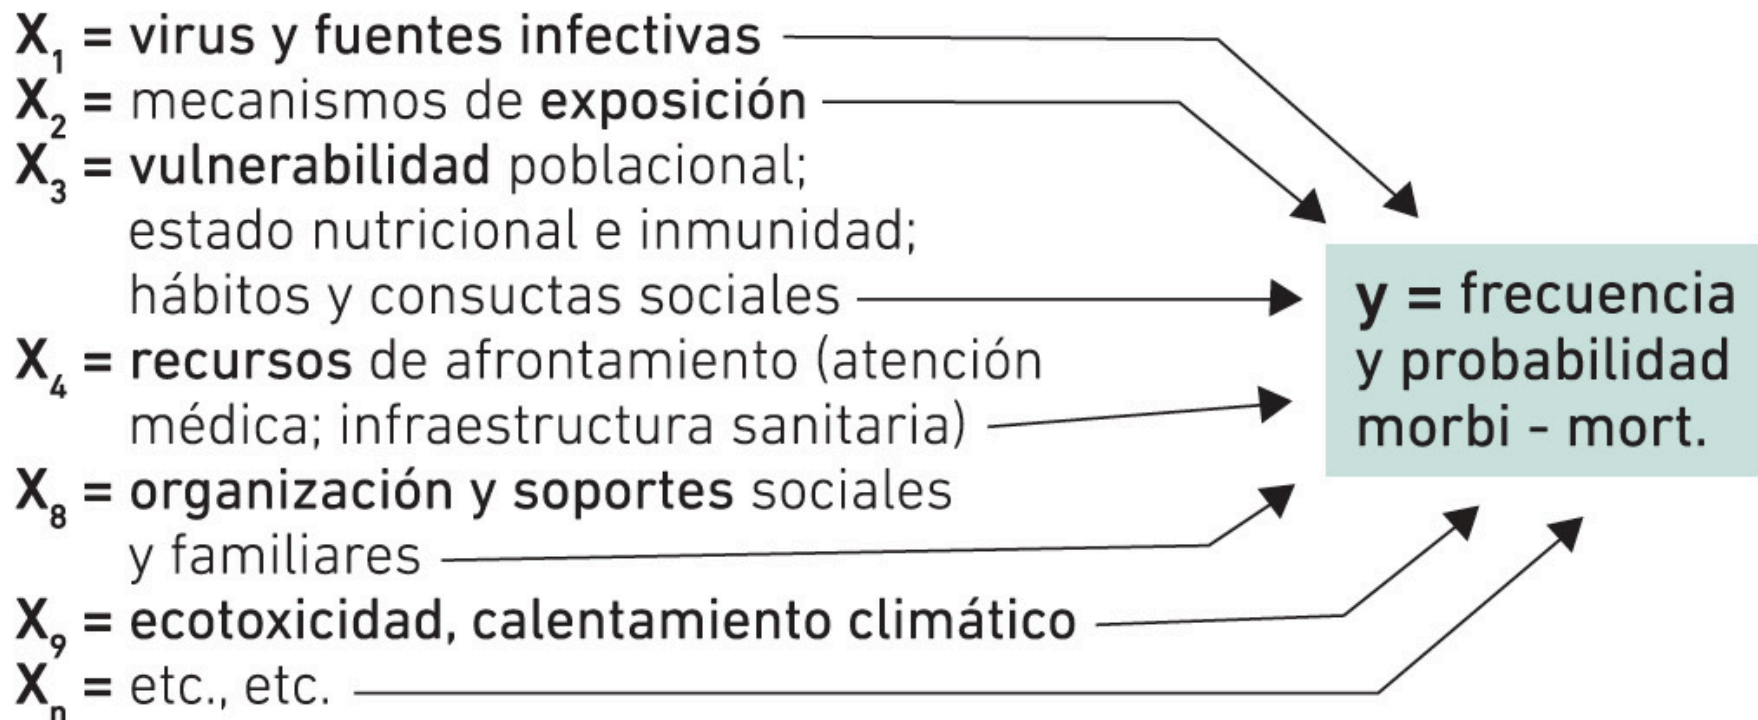 X₁ = virus y fuentes infectivas
X₂ = mecanismos de exposición
X₃ = vulnerabilidad poblacional;
estado nutricional e inmunidad;
hábitos y consuctas sociales
X₄ = recursos de afrontamiento (atención
médica; infraestructura sanitaria)
X₈ = organización y soportes sociales
y familiares
X₉ = ecotoxicidad, calentamiento climático
Xₙ = etc., etc.
y = frecuencia
y probabilidad
morbi - mort.